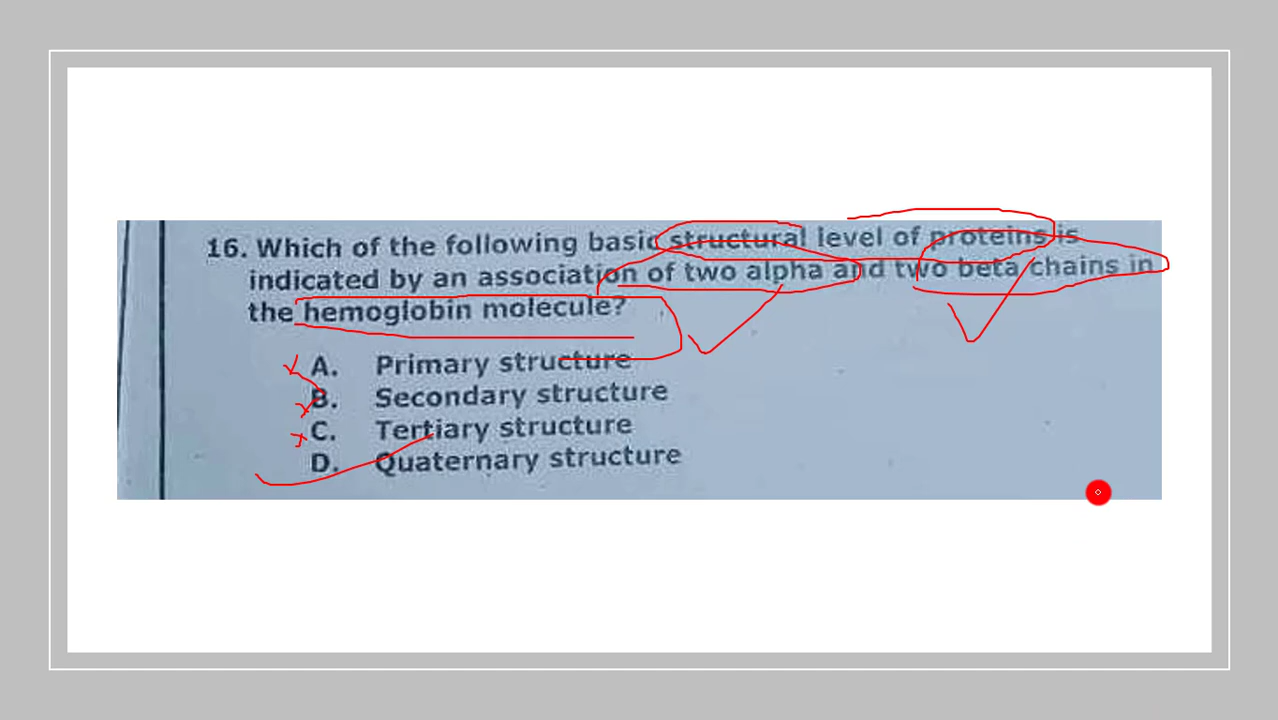 16. Which of the following basic structural level of proteins is
indicated by an association of two alpha and two beta chains in
the hemoglobin molecule?
A. Primary structure
B. Secondary structure
C. Tertiary structure
D. Quaternary structure